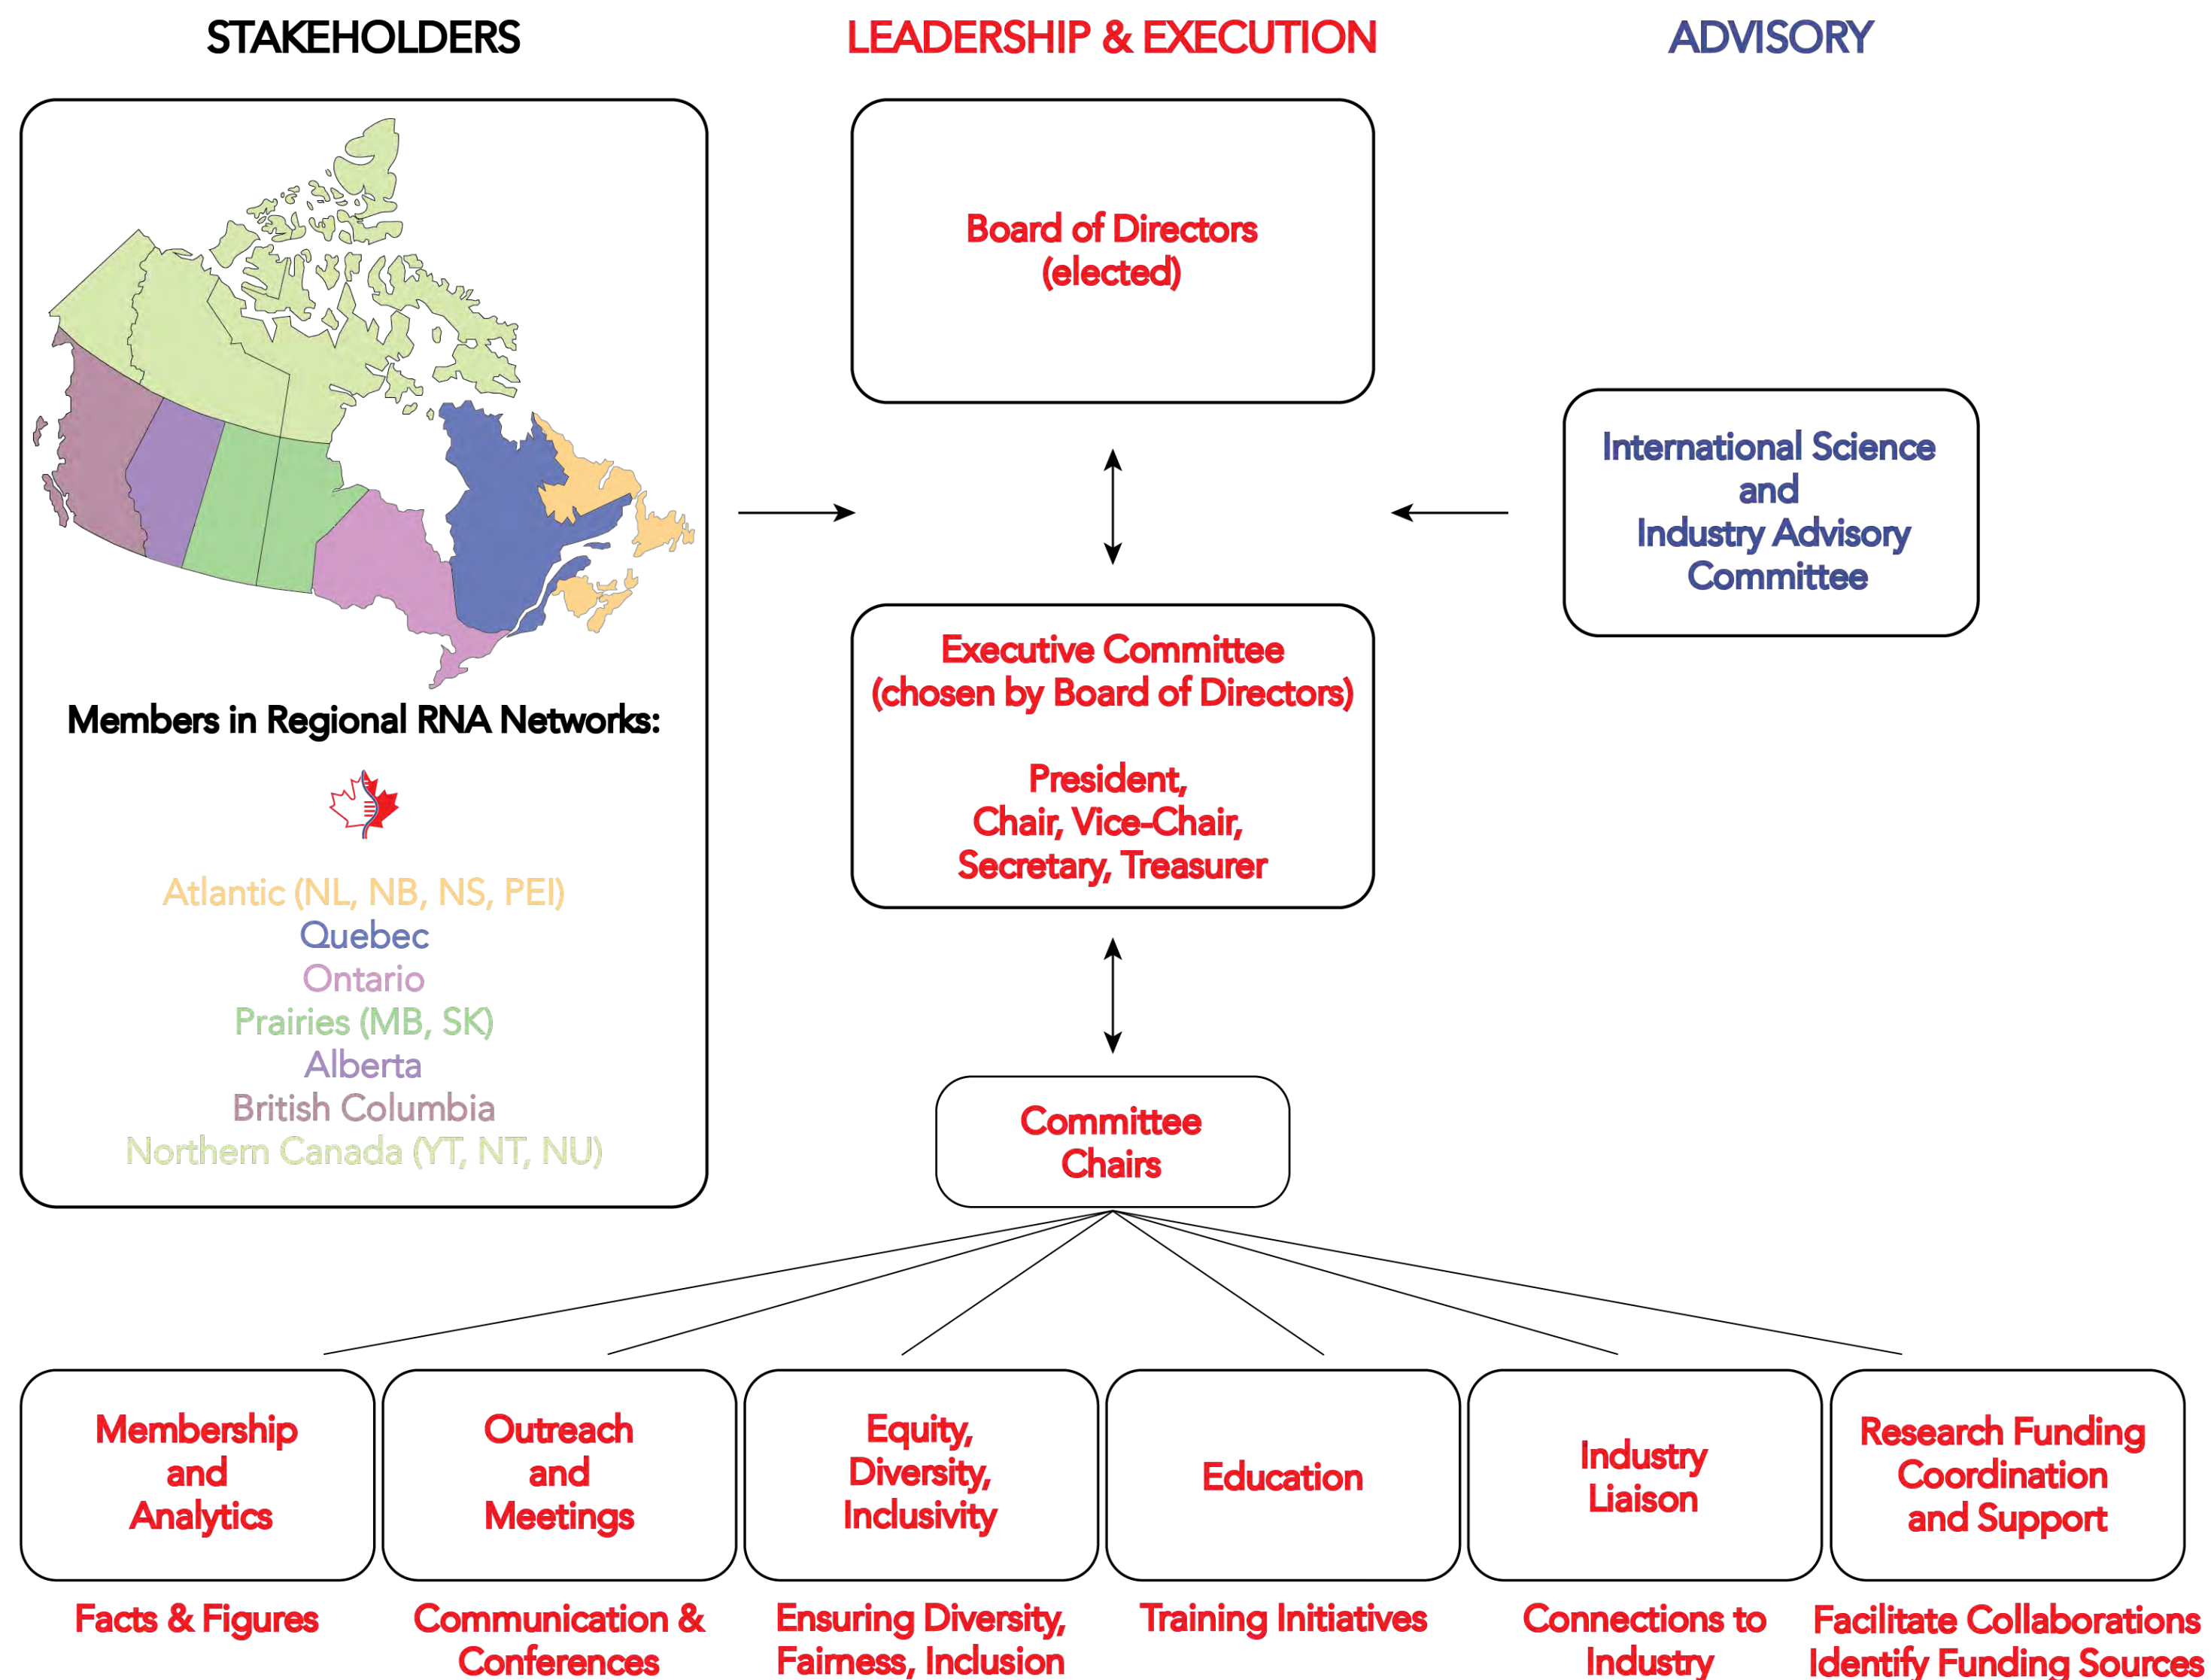 STAKEHOLDERS
LEADERSHIP & EXECUTION
ADVISORY
Members in Regional RNA Networks:
Atlantic (NL, NB, NS, PEI)
Quebec
Ontario
Prairies (MB, SK)
Alberta
British Columbia
Northern Canada (YT, NT, NU)
Board of Directors
(elected)
Executive Committee
(chosen by Board of Directors)
President,
Chair, Vice-Chair,
Secretary, Treasurer
International Science
and
Industry Advisory
Committee
Committee
Chairs
Membership
and
Analytics
Facts & Figures
Outreach
and
Meetings
Communication &
Conferences
Equity,
Diversity,
Inclusivity
Ensuring Diversity,
Fairness, Inclusion
Education
Training Initiatives
Industry
Liaison
Connections to
Industry
Research Funding
Coordination
and Support
Facilitate Collaborations
Identify Funding Sources